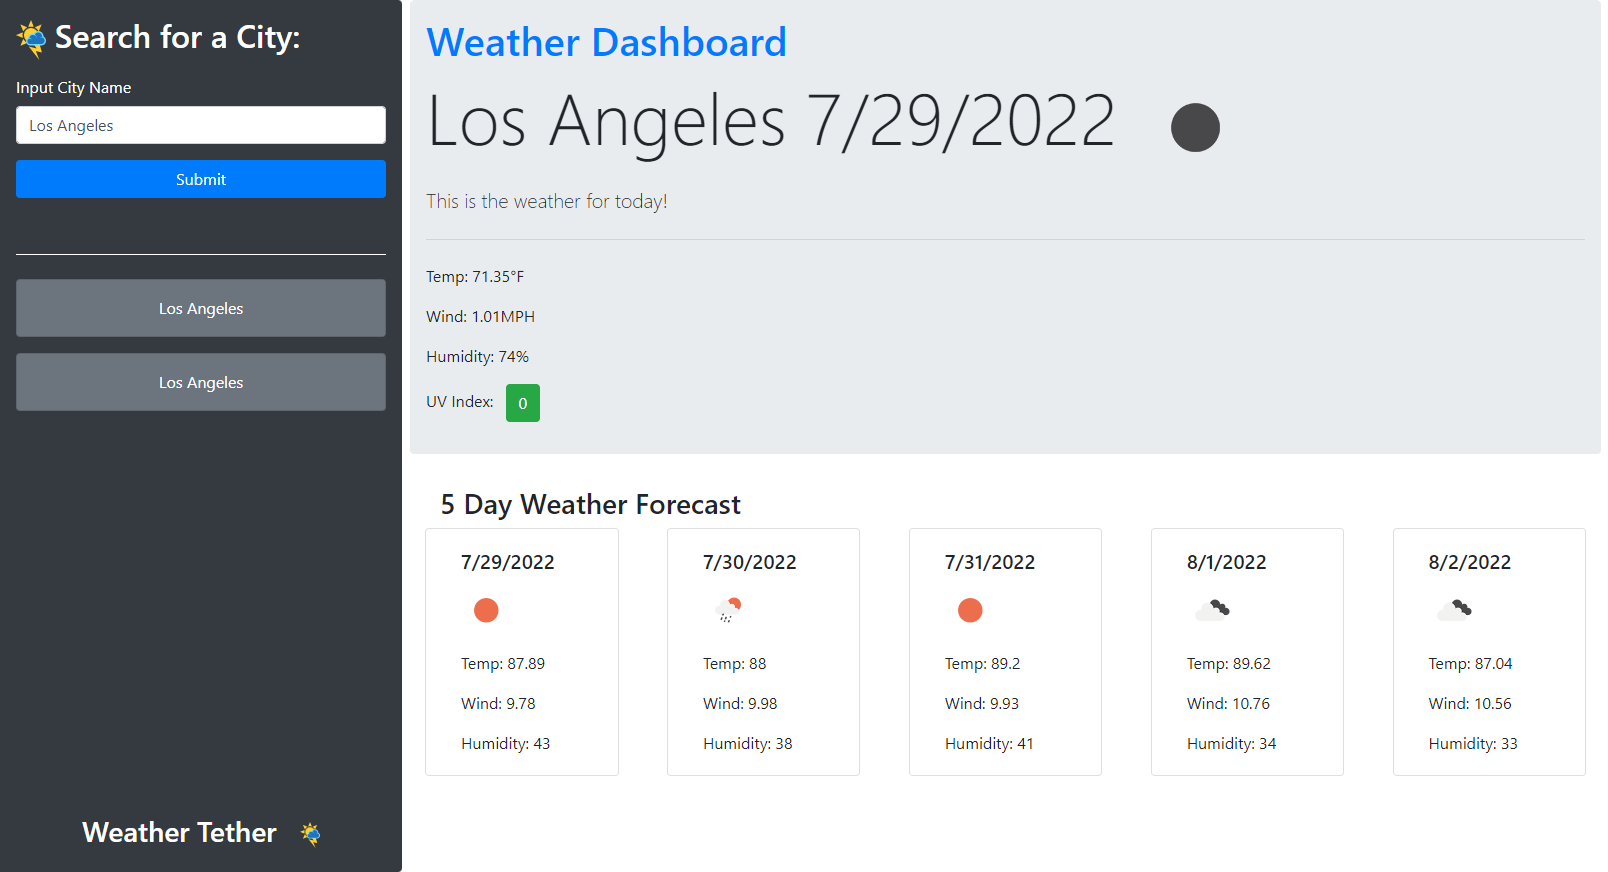 Search for a City:
Input City Name
Los Angeles
Submit
Los Angeles
Los Angeles
Weather Tether
Weather Dashboard
Los Angeles 7/29/2022
This is the weather for today!
Temp: 71.35°F
Wind: 1.01MPH
Humidity: 74%
UV Index: 0
5 Day Weather Forecast
7/29/2022
Temp: 87.89
Wind: 9.78
Humidity: 43
7/30/2022
Temp: 88
Wind: 9.98
Humidity: 38
7/31/2022
Temp: 89.2
Wind: 9.93
Humidity: 41
8/1/2022
Temp: 89.62
Wind: 10.76
Humidity: 34
8/2/2022
Temp: 87.04
Wind: 10.56
Humidity: 33